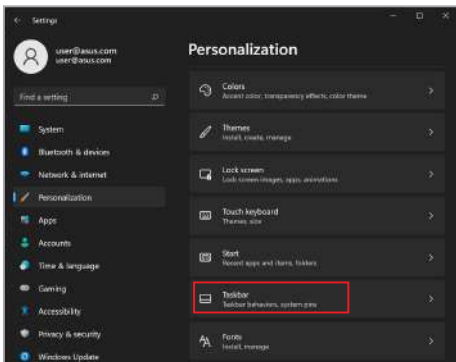 Settings
user@asus.com
user@asus.com
Find a setting
System
Bluetooth & devices
Network & internet
Personalization
Apps
Accounts
Time & language
Gaming
Accessibility
Privacy & security
Windows Update
Personalization
Colors
Accent color, transparency effects, color theme
Themes
Install, create, manage
Lock screen
Lock screen images, apps, animations
Touch keyboard
Themes, size
Start
Recent apps and items, folders
Taskbar
Taskbar behaviors, system pins
Fonts
Install, manage